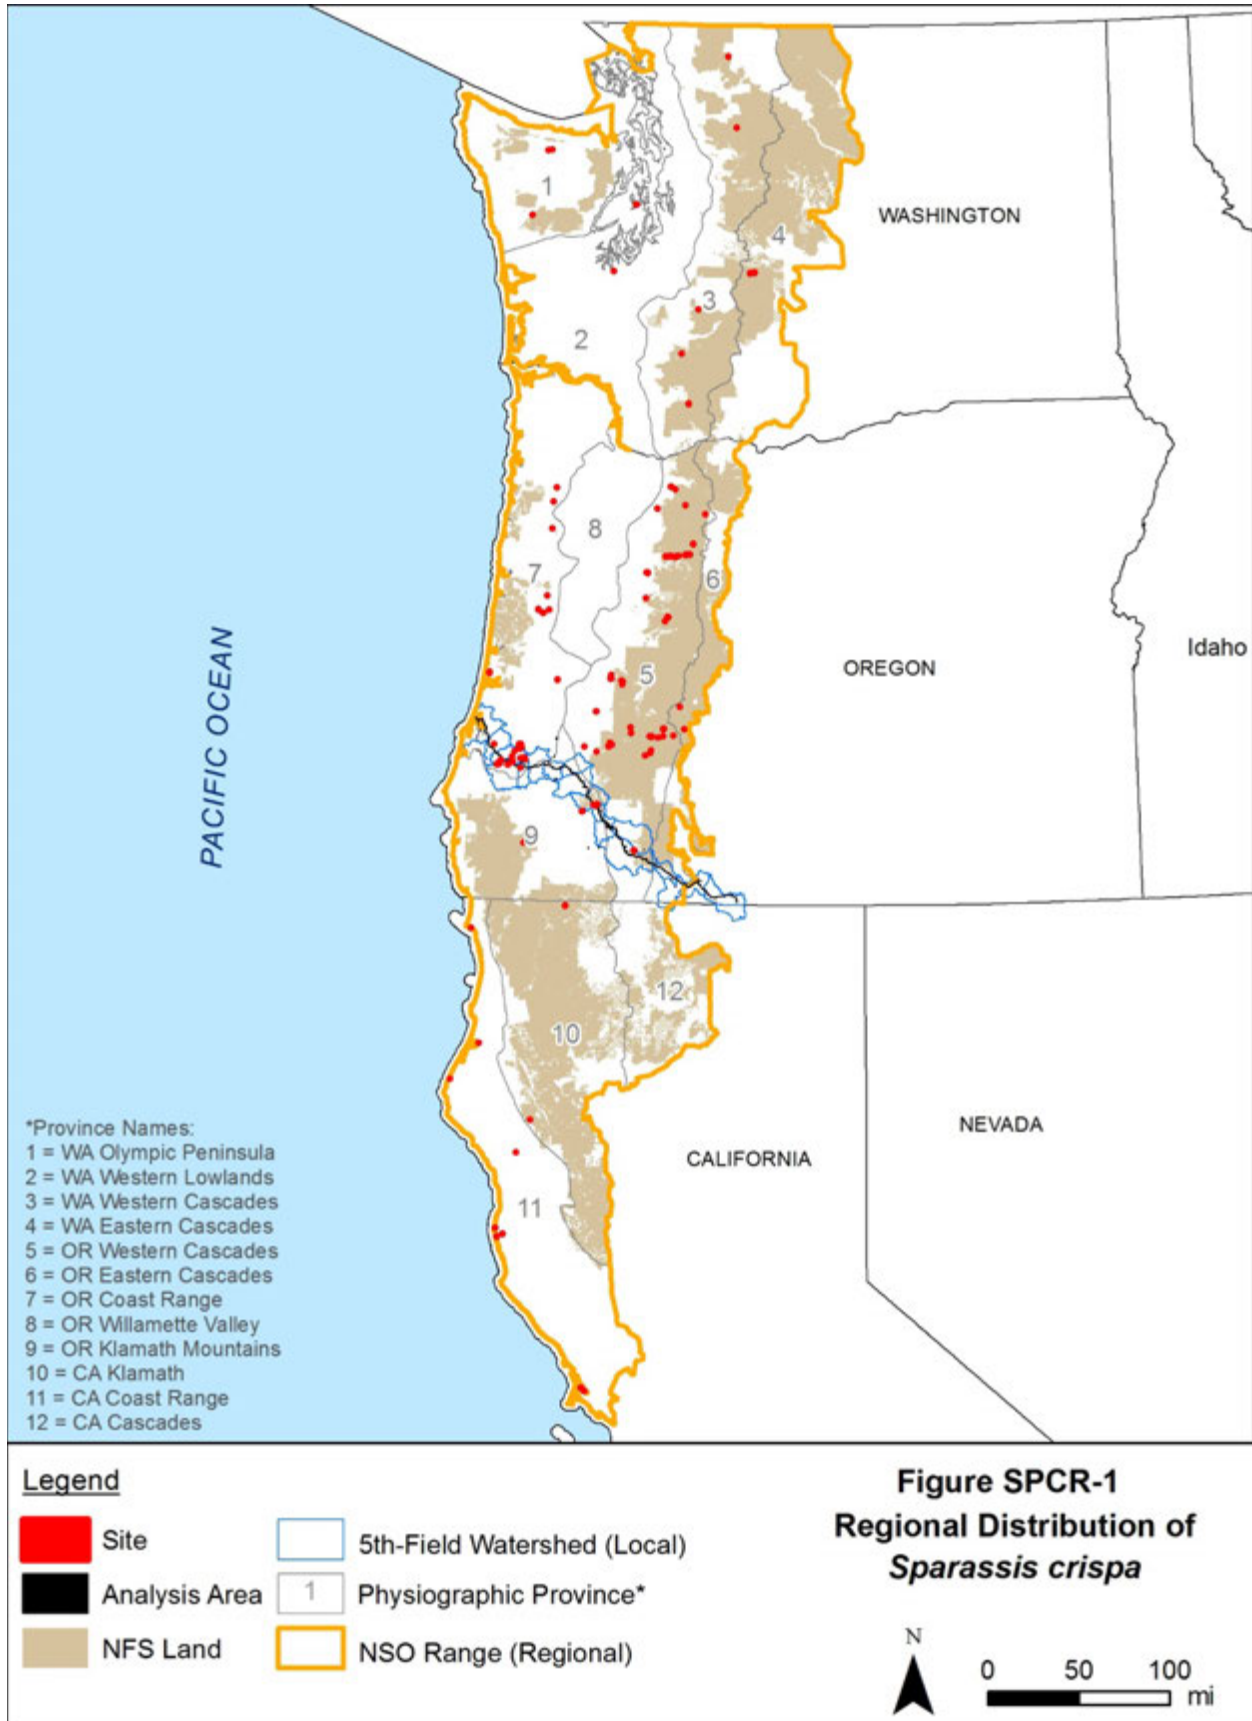 1
4
WASHINGTON
3
2
8
7
6
Idaho
5
OREGON
PACIFIC OCEAN
9
12
10
NEVADA
CALIFORNIA
11
*Province Names:
1 = WA Olympic Peninsula
2 = WA Western Lowlands
3 = WA Western Cascades
4 = WA Eastern Cascades
5 = OR Western Cascades
6 = OR Eastern Cascades
7 = OR Coast Range
8 = OR Willamette Valley
9 = OR Klamath Mountains
10 = CA Klamath
11 = CA Coast Range
12 = CA Cascades
Legend
Site
Analysis Area
NFS Land
5th-Field Watershed (Local)
1 Physiographic Province*
NSO Range (Regional)
Figure SPCR-1
Regional Distribution of
Sparassis crispa
N
0 50 100
mi